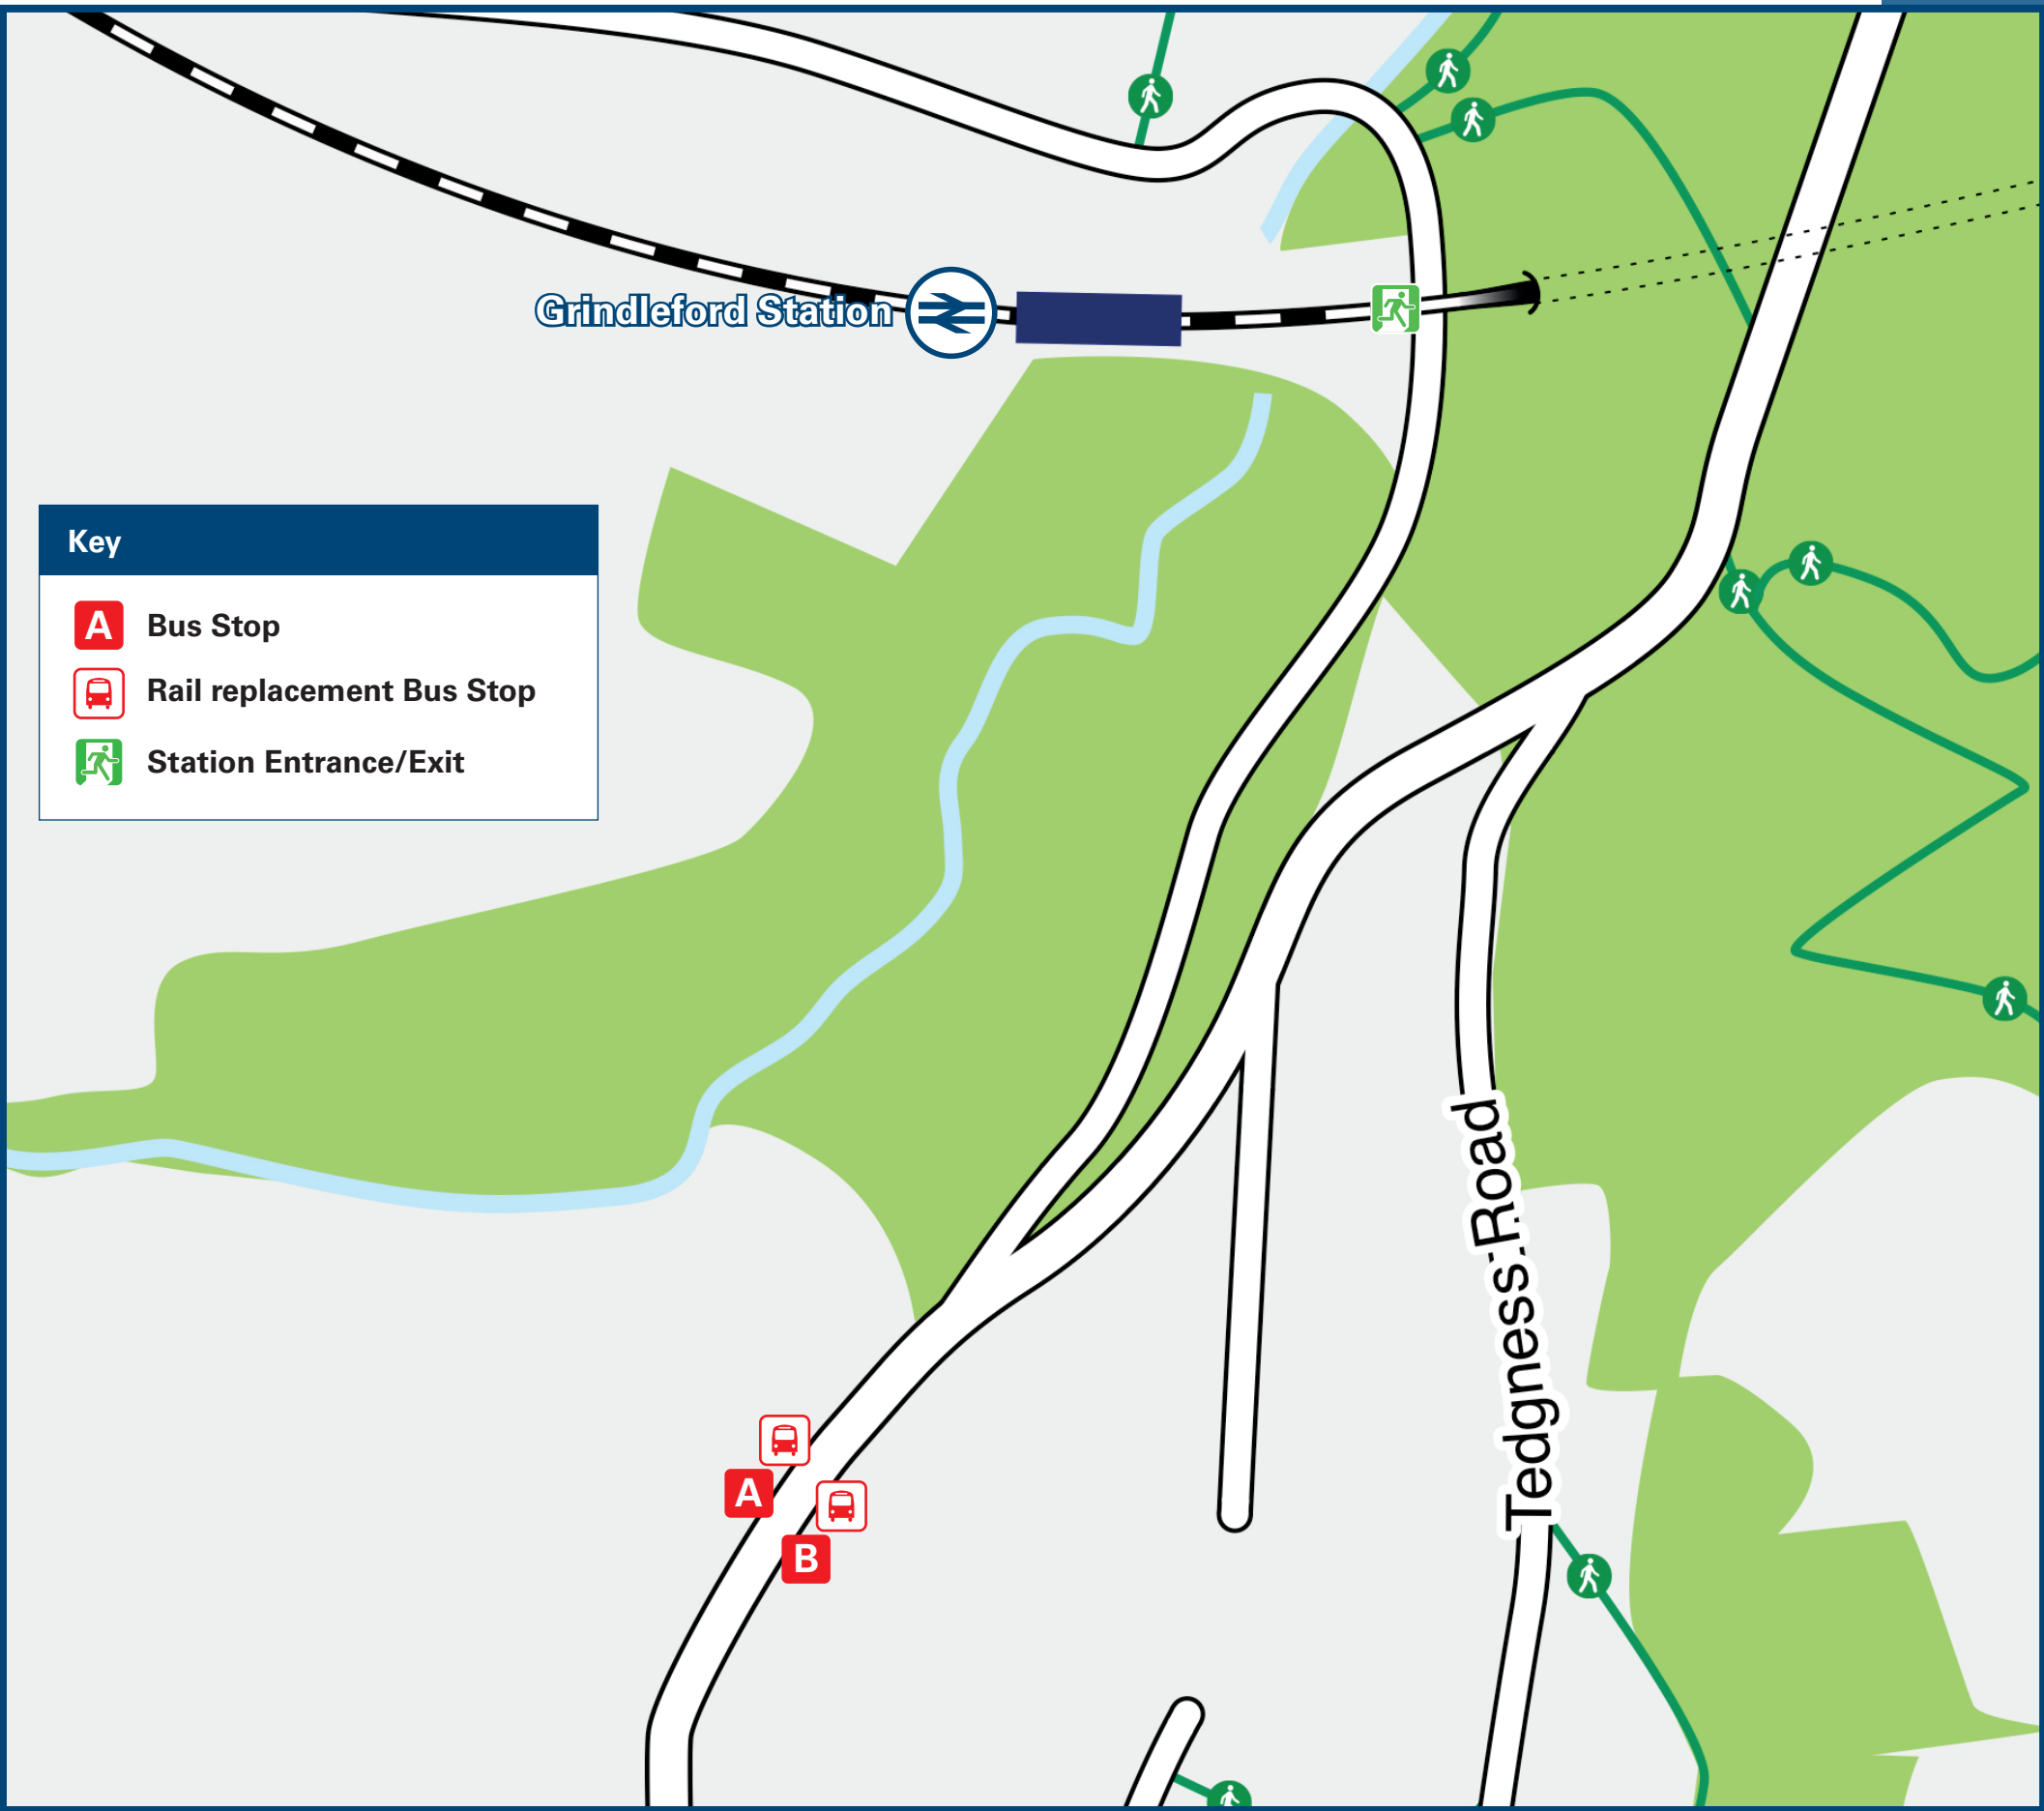 Grindleford Station
Key
A Bus Stop
Rail replacement Bus Stop
Station Entrance/Exit
Tedgness Road
A
B